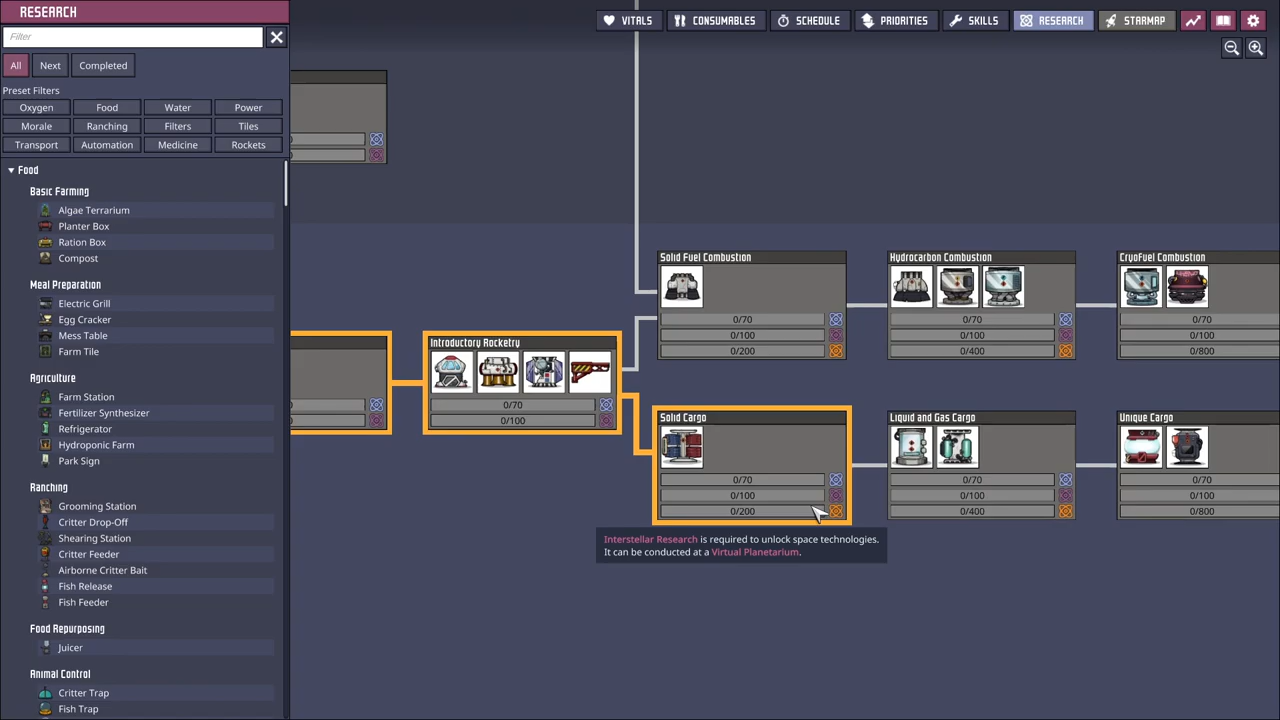 RESEARCH
Filter
All
Next
Completed
Preset Filters
Oxygen
Food
Water
Power
Morale
Ranching
Filters
Tiles
Transport
Automation
Medicine
Rockets
Food
Basic Farming
Algae Terrarium
Planter Box
Ration Box
Compost
Meal Preparation
Electric Grill
Egg Cracker
Mess Table
Farm Tile
Agriculture
Farm Station
Fertilizer Synthesizer
Refrigerator
Hydroponic Farm
Park Sign
Ranching
Grooming Station
Critter Drop-Off
Shearing Station
Critter Feeder
Airborne Critter Bait
Fish Release
Fish Feeder
Food Repurposing
Juicer
Animal Control
Critter Trap
Fish Trap
VITALS
CONSUMABLES
SCHEDULE
PRIORITIES
SKILLS
RESEARCH
STARMAP
Introductory Rocketry
0/70
0/100
Solid Fuel Combustion
0/70
0/100
0/200
Hydrocarbon Combustion
0/70
0/100
0/400
CryoFuel Combustion
0/70
0/100
0/800
Solid Cargo
0/70
0/100
0/200
Liquid and Gas Cargo
0/70
0/100
0/400
Unique Cargo
0/70
0/100
0/800
Interstellar Research is required to unlock space technologies.
It can be conducted at a Virtual Planetarium.